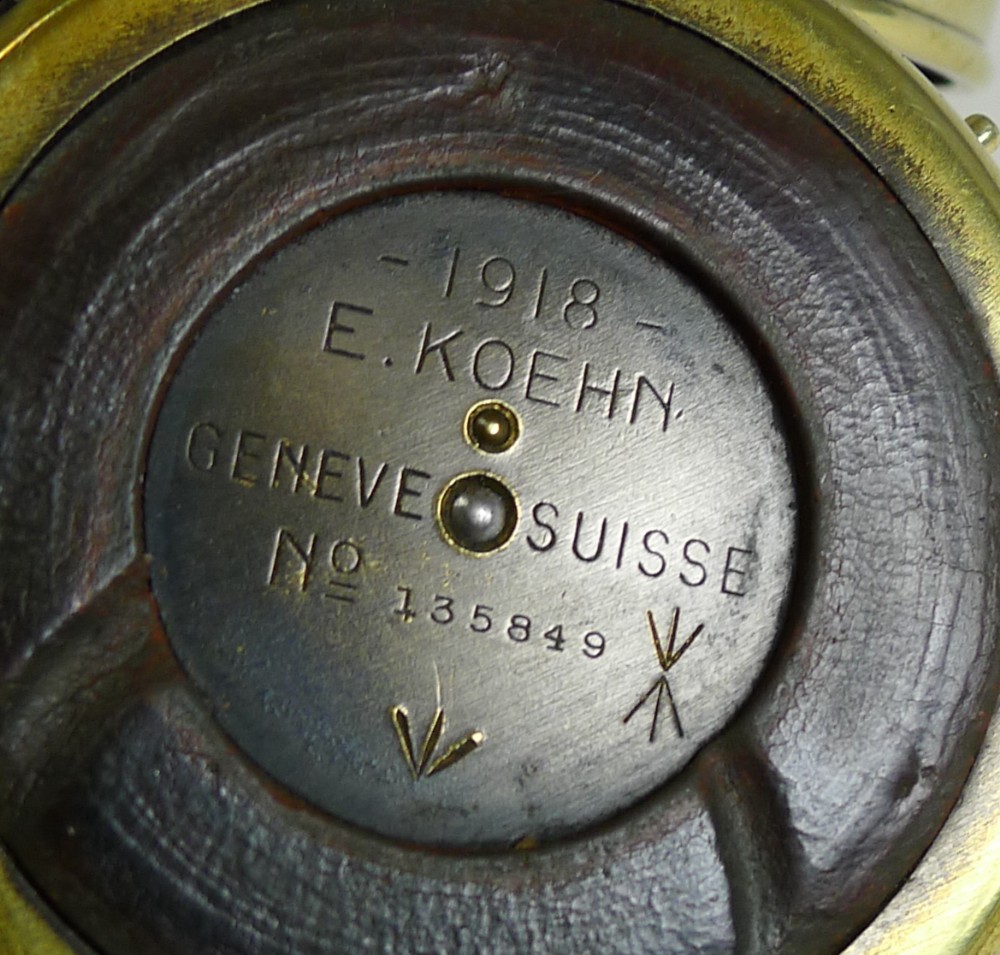 - 1918 -
E. KOEHN.
GENEVE SUISSE
Nº 135849